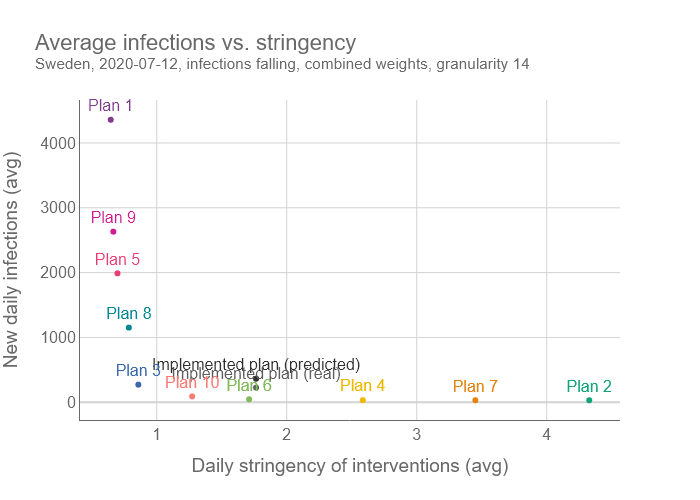 Average infections vs. stringency
Sweden, 2020-07-12, infections falling, combined weights, granularity 14
New daily infections (avg)
4000
3000
2000
1000
0
Plan 1
Plan 9
Plan 5
Plan 8
Implemented plan (predicted)
Plan 3
Implemented plan (real)
Plan 10
Plan 6
Plan 4
Plan 7
Plan 2
1
2
3
4
Daily stringency of interventions (avg)